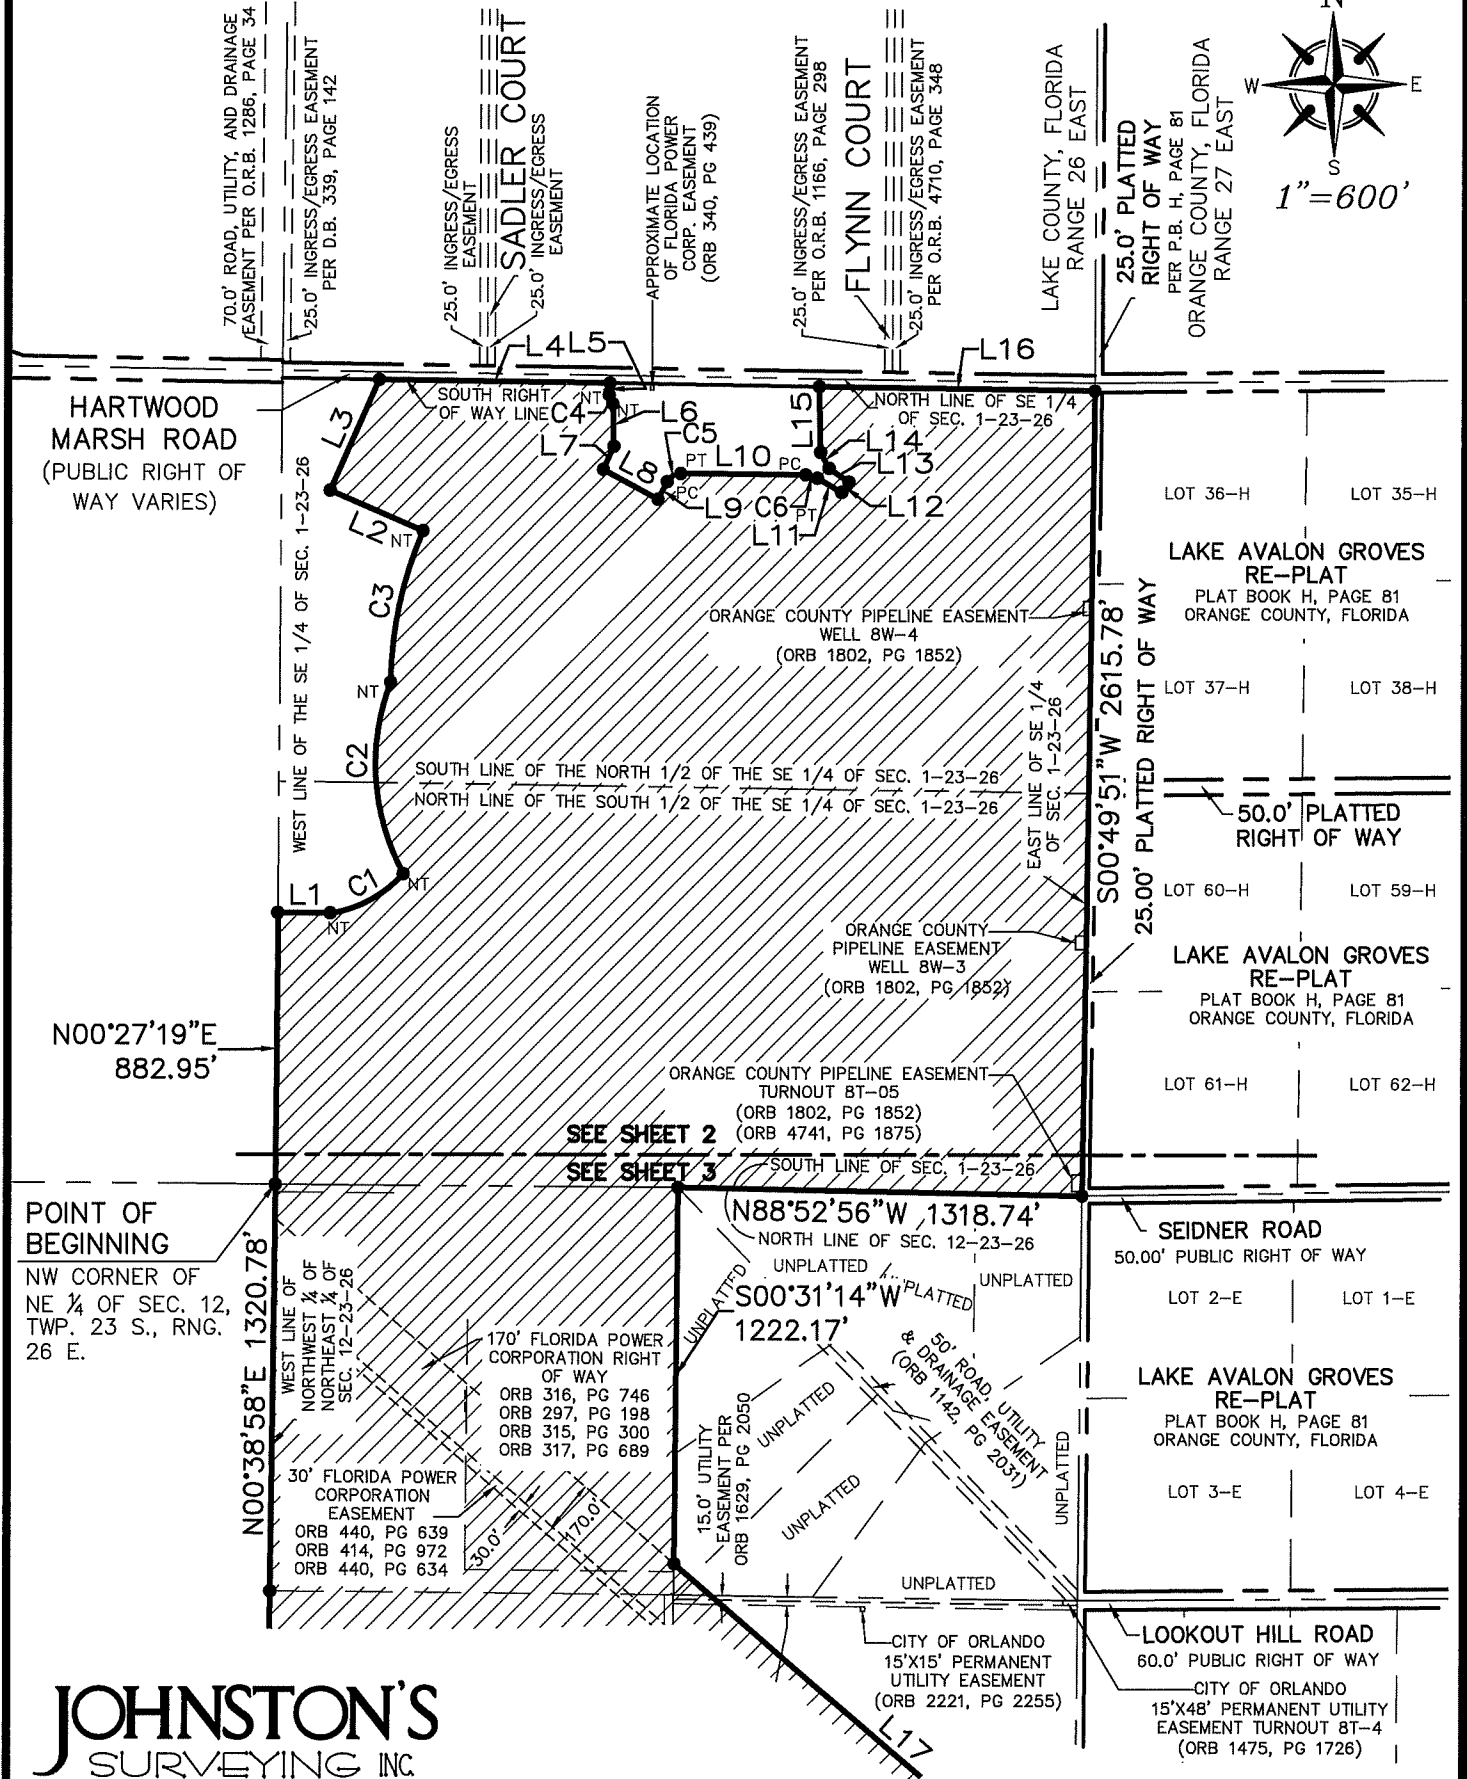 70.0' ROAD, UTILITY, AND DRAINAGE
EASEMENT PER O.R.B. 1286, PAGE 34
25.0' INGRESS/EGRESS EASEMENT
PER D.B. 339, PAGE 142
25.0' INGRESS/EGRESS
EASEMENT
SADLER COURT
25.0' INGRESS/EGRESS
EASEMENT
APPROXIMATE LOCATION
OF FLORIDA POWER
CORP. EASEMENT
(ORB 340, PG 439)
25.0' INGRESS/EGRESS EASEMENT
PER O.R.B. 1166, PAGE 298
FLYNN COURT
25.0' INGRESS/EGRESS EASEMENT
PER O.R.B. 4710, PAGE 348
LAKE COUNTY, FLORIDA
RANGE 26 EAST
25.0' PLATTED
RIGHT OF WAY
PER P.B. H, PAGE 81
ORANGE COUNTY, FLORIDA
RANGE 27 EAST
N
W
E
S
1"=600'
HARTWOOD
MARSH ROAD
(PUBLIC RIGHT OF
WAY VARIES)
L4
L5
L16
SOUTH RIGHT
OF WAY LINE
NT
C4
NT
L6
L15
NORTH LINE OF SE 1/4
OF SEC. 1-23-26
L3
L7
L8
C5
PT
L10
PC
L14
L13
PC
L9
C6
PT
L12
L11
L2
NT
WEST LINE OF THE SE 1/4 OF SEC. 1-23-26
C3
NT
C2
SOUTH LINE OF THE NORTH 1/2 OF THE SE 1/4 OF SEC. 1-23-26
NORTH LINE OF THE SOUTH 1/2 OF THE SE 1/4 OF SEC. 1-23-26
L1
C1
NT
NT
ORANGE COUNTY PIPELINE EASEMENT
WELL 8W-4
(ORB 1802, PG 1852)
EAST LINE OF SE 1/4
OF SEC. 1-23-26
S00°49'51"W 2615.78'
25.00' PLATTED RIGHT OF WAY
LOT 36-H
LOT 35-H
LAKE AVALON GROVES
RE-PLAT
PLAT BOOK H, PAGE 81
ORANGE COUNTY, FLORIDA
LOT 37-H
LOT 38-H
50.0' PLATTED
RIGHT OF WAY
LOT 60-H
LOT 59-H
LAKE AVALON GROVES
RE-PLAT
PLAT BOOK H, PAGE 81
ORANGE COUNTY, FLORIDA
LOT 61-H
LOT 62-H
ORANGE COUNTY
PIPELINE EASEMENT
WELL 8W-3
(ORB 1802, PG 1852)
N00°27'19"E
882.95'
ORANGE COUNTY PIPELINE EASEMENT
TURNOUT 8T-05
(ORB 1802, PG 1852)
(ORB 4741, PG 1875)
SEE SHEET 2
SEE SHEET 3
SOUTH LINE OF SEC. 1-23-26
N88°52'56"W 1318.74'
NORTH LINE OF SEC. 12-23-26
POINT OF
BEGINNING
NW CORNER OF
NE ¼ OF SEC. 12,
TWP. 23 S., RNG.
26 E.
SEIDNER ROAD
50.00' PUBLIC RIGHT OF WAY
N00°38'58"E 1320.78'
WEST LINE OF
NORTHWEST ¼ OF
NORTHEAST ¼ OF
SEC. 12-23-26
170' FLORIDA POWER
CORPORATION RIGHT
OF WAY
ORB 316, PG 746
ORB 297, PG 198
ORB 315, PG 300
ORB 317, PG 689
30' FLORIDA POWER
CORPORATION
EASEMENT
ORB 440, PG 639
ORB 414, PG 972
ORB 440, PG 634
30.0'
170.0'
UNPLATTED
UNPLATTED
UNPLATTED
S00°31'14"W
1222.17'
15.0' UTILITY
EASEMENT PER
ORB 1629, PG 2050
UNPLATTED
UNPLATTED
50' ROAD, UTILITY
& DRAINAGE EASEMENT
(ORB 1142, PG 2031)
UNPLATTED
UNPLATTED
LOT 2-E
LOT 1-E
LAKE AVALON GROVES
RE-PLAT
PLAT BOOK H, PAGE 81
ORANGE COUNTY, FLORIDA
LOT 3-E
LOT 4-E
LOOKOUT HILL ROAD
60.0' PUBLIC RIGHT OF WAY
CITY OF ORLANDO
15'X48' PERMANENT UTILITY
EASEMENT TURNOUT 8T-4
(ORB 1475, PG 1726)
CITY OF ORLANDO
15'X15' PERMANENT
UTILITY EASEMENT
(ORB 2221, PG 2255)
L17
JOHNSTON'S
SURVEYING INC.